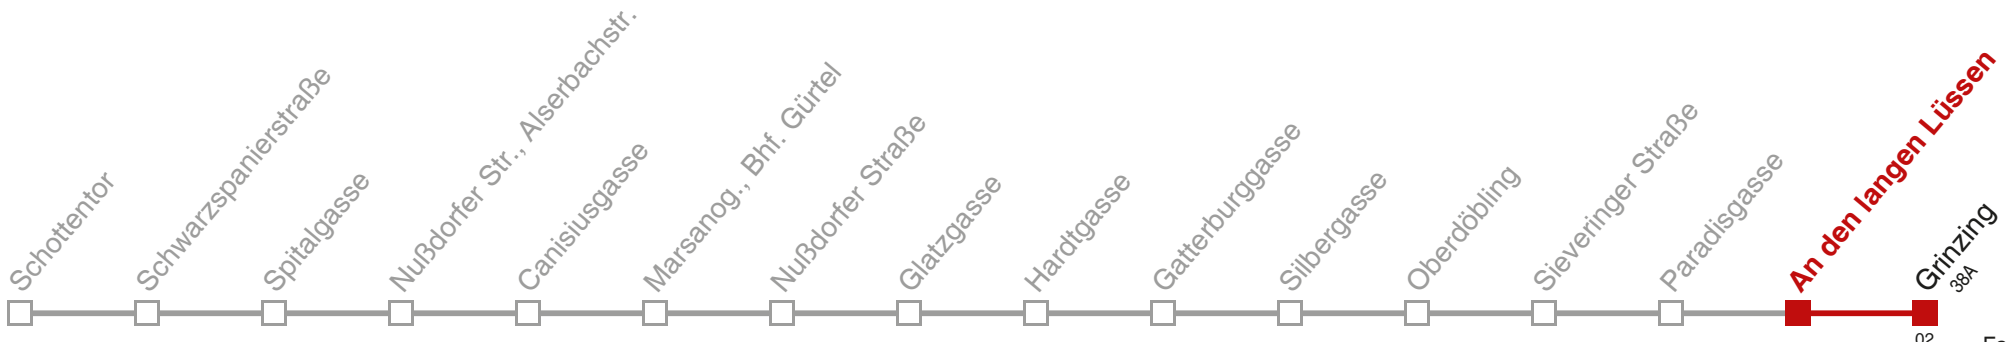 Schottentor
Schwarzspanierstraße
Spitalgasse
Nußdorfer Str., Alserbachstr.
Canisiusgasse
Marsanog., Bhf. Gürtel
Nußdorfer Straße
Glatzgasse
Hardtgasse
Gatterburggasse
Silbergasse
Oberdöbling
Sieveringer Straße
Paradisgasse
An den langen Lüssen
Grinzing
38A
02